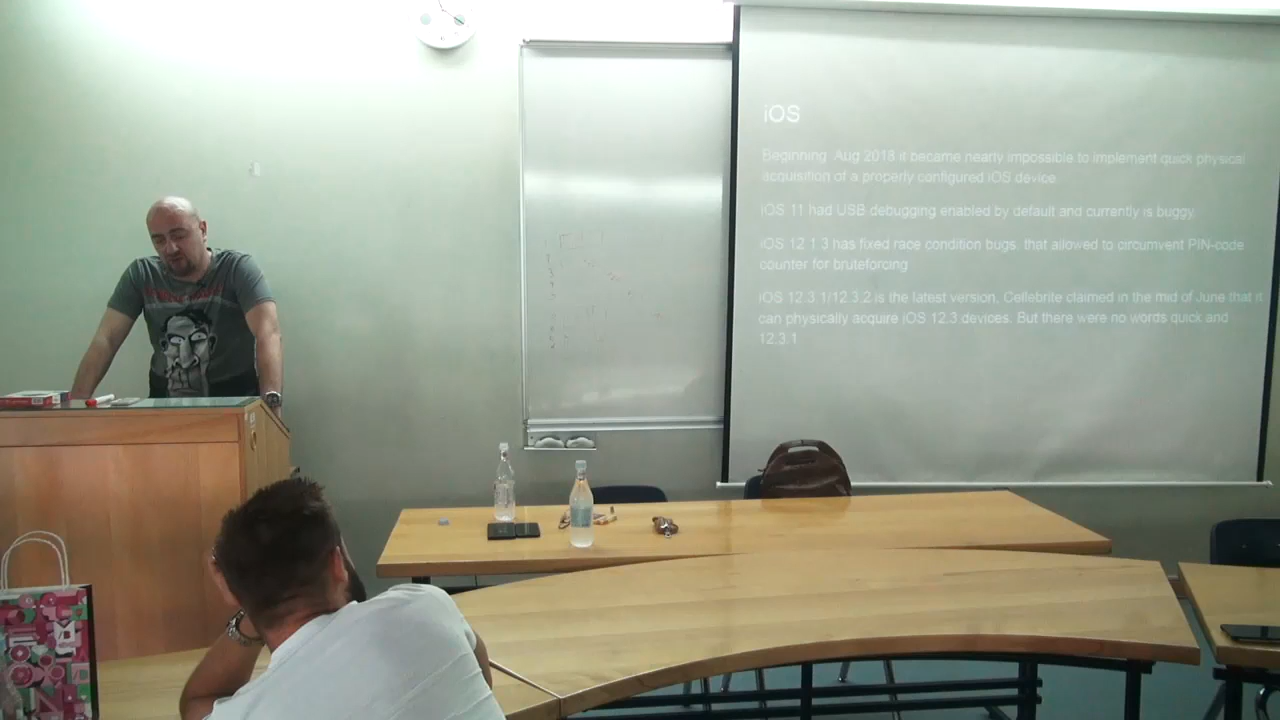 iOS
Beginning Aug 2018 it became nearly impossible to implement quick physical
acquisition of a properly configured iOS device.
iOS 11 had USB debugging enabled by default and currently is buggy.
iOS 12.1.3 has fixed race condition bugs, that allowed to circumvent PIN-code
counter for bruteforcing
iOS 12.3.1/12.3.2 is the latest version, Cellebrite claimed in the mid of June that it
can physically acquire iOS 12.3 devices. But there were no words quick and
12.3.1